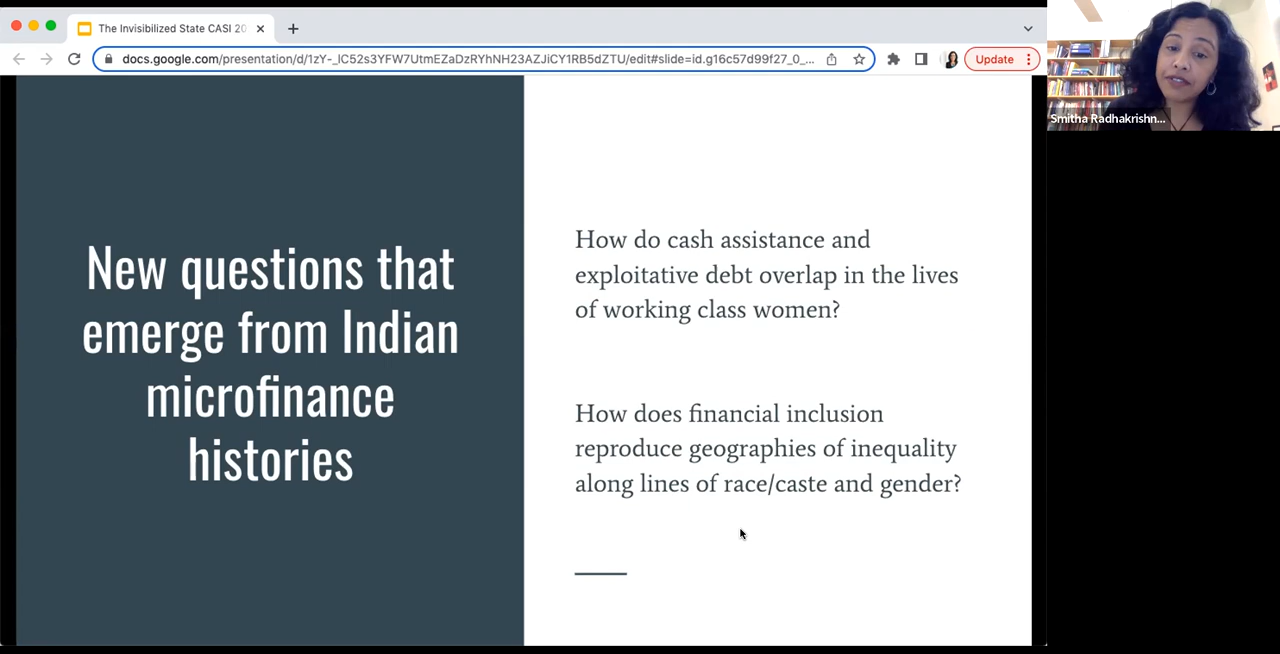 The Invisibilized State CASI 20
docs.google.com/presentation/d/1zY-_lC52s3YFW7UtmEZaDzRYhNH23AZJiCY1RB5dZTU/edit#slide=id.g16c57d99f27_0_...
Update
Smitha Radhakrishn...
New questions that
emerge from Indian
microfinance
histories
How do cash assistance and
exploitative debt overlap in the lives
of working class women?
How does financial inclusion
reproduce geographies of inequality
along lines of race/caste and gender?